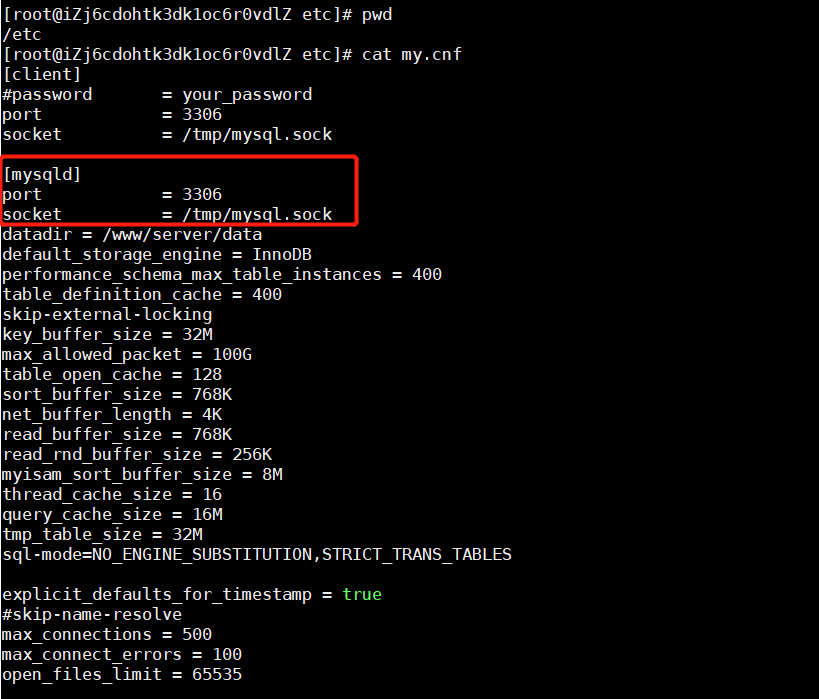 [root@iZj6cdohtk3dk1oc6r0vdlZ etc]# pwd
/etc
[root@iZj6cdohtk3dk1oc6r0vdlZ etc]# cat my.cnf
[client]
#password       = your_password
port            = 3306
socket          = /tmp/mysql.sock

[mysqld]
port            = 3306
socket          = /tmp/mysql.sock
datadir = /www/server/data
default_storage_engine = InnoDB
performance_schema_max_table_instances = 400
table_definition_cache = 400
skip-external-locking
key_buffer_size = 32M
max_allowed_packet = 100G
table_open_cache = 128
sort_buffer_size = 768K
net_buffer_length = 4K
read_buffer_size = 768K
read_rnd_buffer_size = 256K
myisam_sort_buffer_size = 8M
thread_cache_size = 16
query_cache_size = 16M
tmp_table_size = 32M
sql-mode=NO_ENGINE_SUBSTITUTION,STRICT_TRANS_TABLES

explicit_defaults_for_timestamp = true
#skip-name-resolve
max_connections = 500
max_connect_errors = 100
open_files_limit = 65535